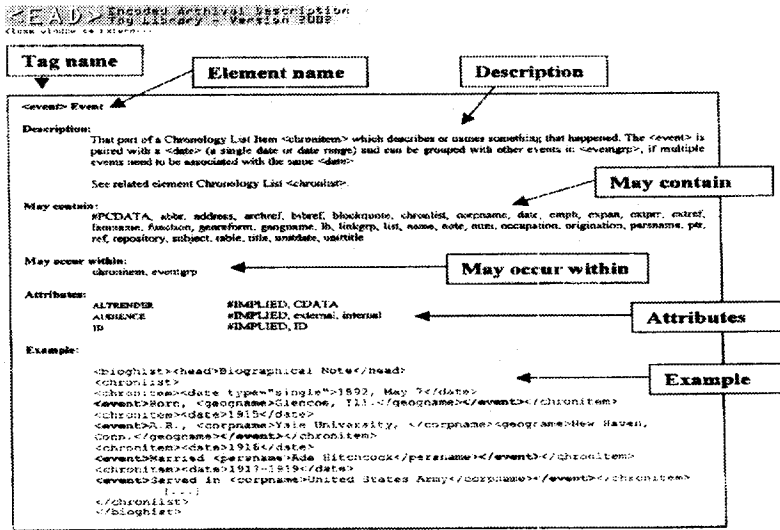 <EAD> Encoded Archival Description
Tag Library - Version 2002
Close window to return...
Tag name
Element name
Description
<event> Event
Description:
That part of a Chronology List Item <chronitem> which describes or names something that happened. The <event> is
paired with a <date> (a single date or date range) and can be grouped with other events in <eventgrp>, if multiple
events need to be associated with the same <date>
See related element Chronology List <chronlist>.
May contain
May contain:
#PCDATA, abbr, address, archref, bibref, blockquote, chronlist, corpname, date, emph, expan, extptr, extref,
famname, function, genreform, geogname, lb, linkgrp, list, name, note, num, occupation, origination, persname, ptr,
ref, repository, subject, table, title, unitdate, unittitle
May occur within:
chronitem, eventgrp
May occur within
Attributes:
ALTRENDER #IMPLIED, CDATA
AUDIENCE #IMPLIED, external, internal
ID #IMPLIED, ID
Attributes
Example:
Example
<bioghist><head>Biographical Note</head>
<chronlist>
<chronitem><date type="single">1892, May 7</date>
<event>Born, <geogname>Glencoe, Ill.</geogname></event></chronitem>
<chronitem><date>1915</date>
<event>A.B., <corpname>Yale University, </corpname><geogname>New Haven,
Conn.</geogname></event></chronitem>
<chronitem><date>1916</date>
<event>Married <persname>Ada Hitchcock</persname></event></chronitem>
<chronitem><date>1917-1919</date>
<event>Served in <corpname>United States Army</corpname></event></chronitem>
[...]
</chronlist>
</bioghist>